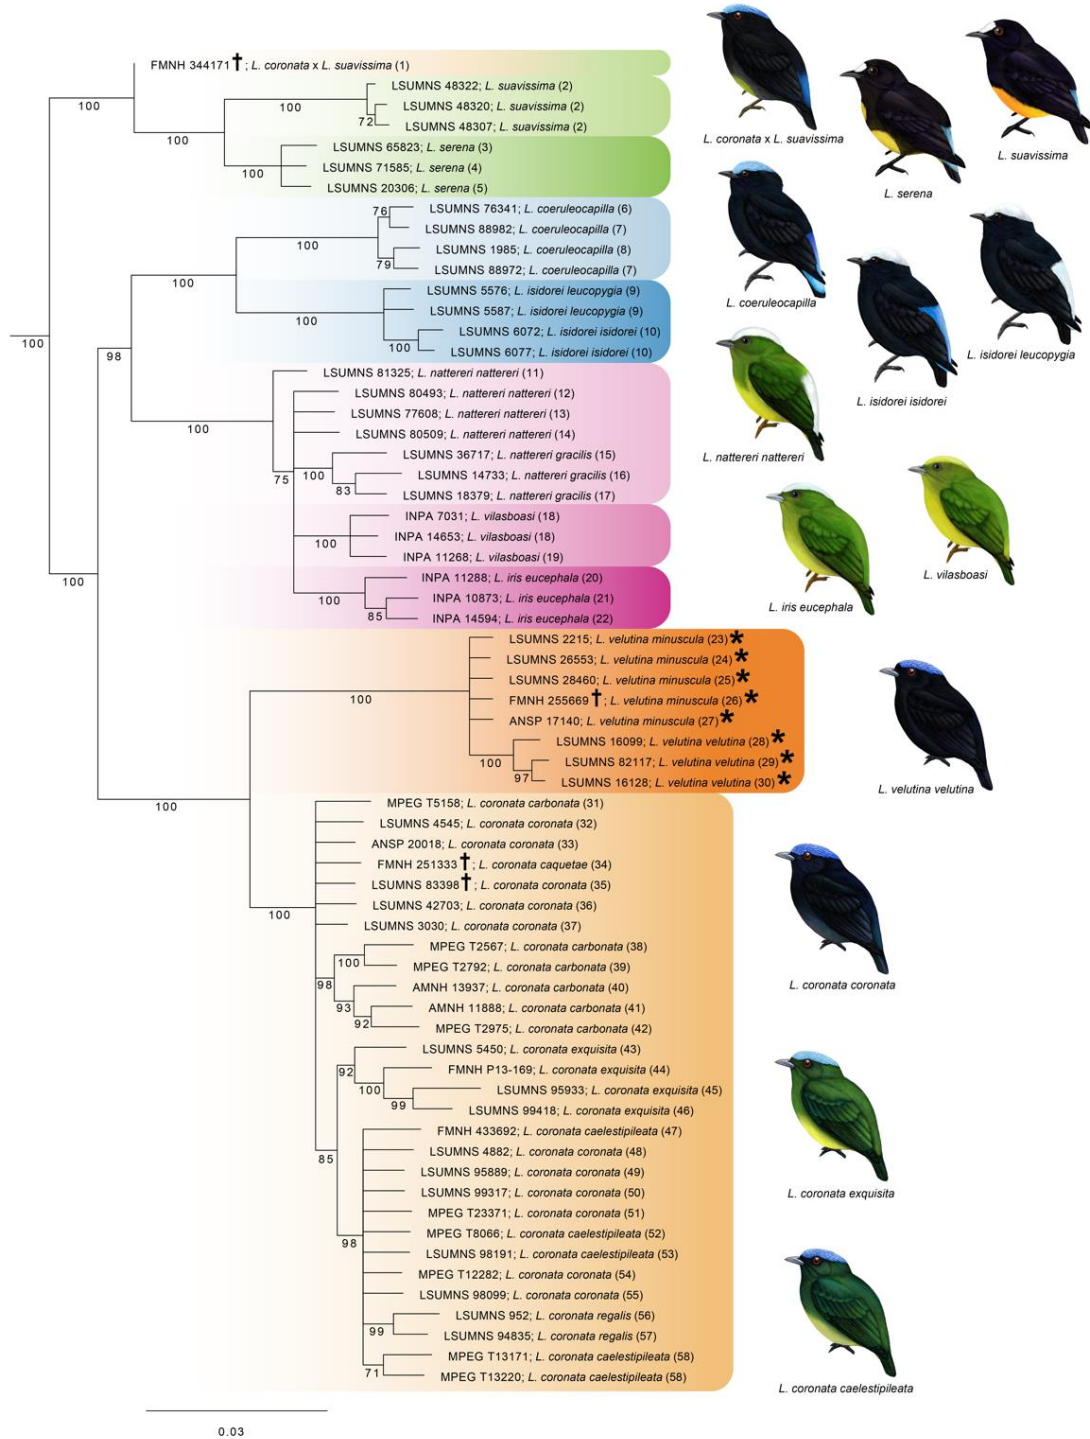 FMNH 344171 † ; L. coronata x L. suavissima (1)
100
LSUMNS 48322; L. suavissima (2)
100
LSUMNS 48320; L. suavissima (2)
72
LSUMNS 48307; L. suavissima (2)
100
LSUMNS 65823; L. serena (3)
LSUMNS 71585; L. serena (4)
100
LSUMNS 20306; L. serena (5)
76
LSUMNS 76341; L. coeruleocapilla (6)
LSUMNS 88982; L. coeruleocapilla (7)
100
LSUMNS 1985; L. coeruleocapilla (8)
79
LSUMNS 88972; L. coeruleocapilla (7)
100
LSUMNS 5576; L. isidorei leucopygia (9)
LSUMNS 5587; L. isidorei leucopygia (9)
100
LSUMNS 6072; L. isidorei isidorei (10)
100
LSUMNS 6077; L. isidorei isidorei (10)
100
98
LSUMNS 81325; L. nattereri nattereri (11)
LSUMNS 80493; L. nattereri nattereri (12)
LSUMNS 77608; L. nattereri nattereri (13)
100
LSUMNS 80509; L. nattereri nattereri (14)
LSUMNS 36717; L. nattereri gracilis (15)
75
100
LSUMNS 14733; L. nattereri gracilis (16)
83
LSUMNS 18379; L. nattereri gracilis (17)
INPA 7031; L. vilasboasi (18)
INPA 14653; L. vilasboasi (18)
100
INPA 11268; L. vilasboasi (19)
100
INPA 11288; L. iris eucephala (20)
100
INPA 10873; L. iris eucephala (21)
85
INPA 14594; L. iris eucephala (22)
LSUMNS 2215; L. velutina minuscula (23)*
LSUMNS 26553; L. velutina minuscula (24)*
LSUMNS 28460; L. velutina minuscula (25)*
100
FMNH 255669 † ; L. velutina minuscula (26)*
ANSP 17140; L. velutina minuscula (27)*
LSUMNS 16099; L. velutina velutina (28)*
100
LSUMNS 82117; L. velutina velutina (29)*
97
LSUMNS 16128; L. velutina velutina (30)*
100
MPEG T5158; L. coronata carbonata (31)
LSUMNS 4545; L. coronata coronata (32)
ANSP 20018; L. coronata coronata (33)
FMNH 251333 † ; L. coronata caquetae (34)
LSUMNS 83398 † ; L. coronata coronata (35)
100
LSUMNS 42703; L. coronata coronata (36)
LSUMNS 3030; L. coronata coronata (37)
MPEG T2567; L. coronata carbonata (38)
100
MPEG T2792; L. coronata carbonata (39)
98
AMNH 13937; L. coronata carbonata (40)
93
AMNH 11888; L. coronata carbonata (41)
92
MPEG T2975; L. coronata carbonata (42)
LSUMNS 5450; L. coronata exquisita (43)
92
FMNH P13-169; L. coronata exquisita (44)
100
LSUMNS 95933; L. coronata exquisita (45)
99
LSUMNS 99418; L. coronata exquisita (46)
85
FMNH 433692; L. coronata caelestipileata (47)
LSUMNS 4882; L. coronata coronata (48)
LSUMNS 95889; L. coronata coronata (49)
LSUMNS 99317; L. coronata coronata (50)
MPEG T23371; L. coronata coronata (51)
98
MPEG T8066; L. coronata caelestipileata (52)
LSUMNS 98191; L. coronata caelestipileata (53)
MPEG T12282; L. coronata coronata (54)
LSUMNS 98099; L. coronata coronata (55)
LSUMNS 952; L. coronata regalis (56)
99
LSUMNS 94835; L. coronata regalis (57)
MPEG T13171; L. coronata caelestipileata (58)
71
MPEG T13220; L. coronata caelestipileata (58)
0.03
L. coronata x L. suavissima
L. suavissima
L. serena
L. coeruleocapilla
L. isidorei leucopygia
L. isidorei isidorei
L. nattereri nattereri
L. vilasboasi
L. iris eucephala
L. velutina velutina
L. coronata coronata
L. coronata exquisita
L. coronata caelestipileata